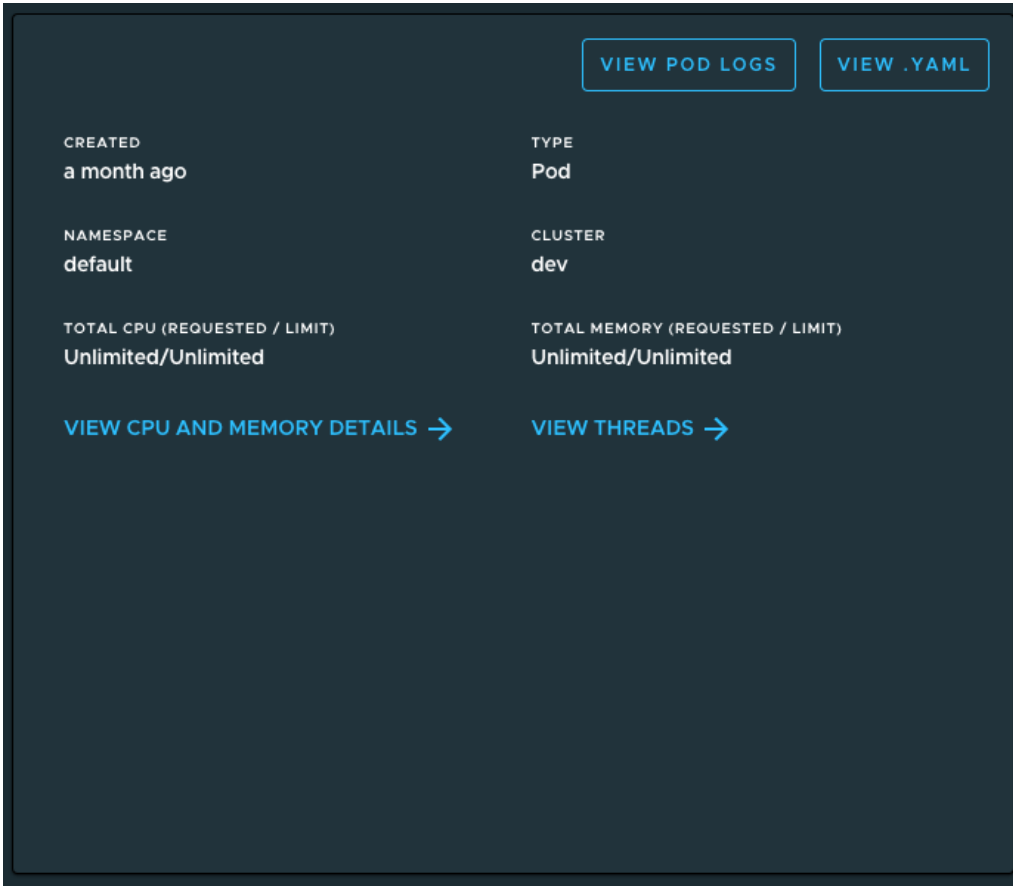 VIEW POD LOGS
VIEW .YAML
CREATED
a month ago
TYPE
Pod
NAMESPACE
default
CLUSTER
dev
TOTAL CPU (REQUESTED / LIMIT)
Unlimited/Unlimited
TOTAL MEMORY (REQUESTED / LIMIT)
Unlimited/Unlimited
VIEW CPU AND MEMORY DETAILS →
VIEW THREADS →